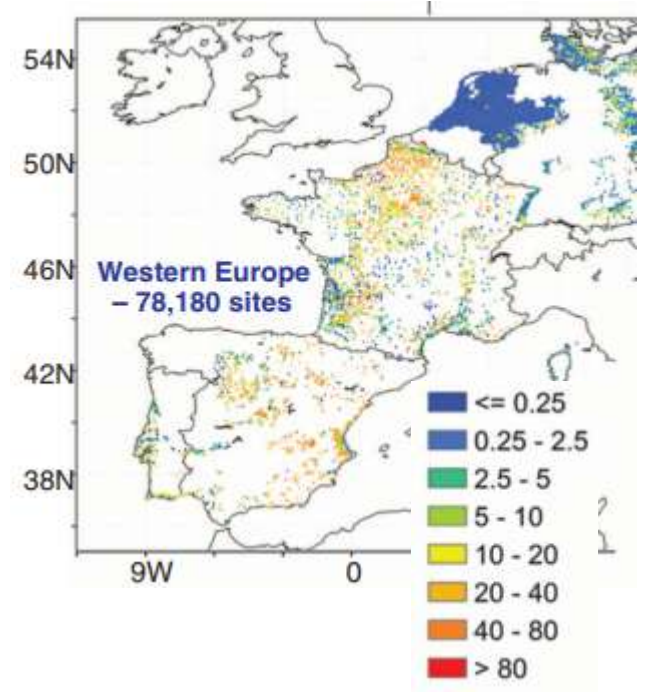 54N
50N
46N
Western Europe
– 78,180 sites
42N
38N
9W
0
<= 0.25
0.25 - 2.5
2.5 - 5
5 - 10
10 - 20
20 - 40
40 - 80
> 80